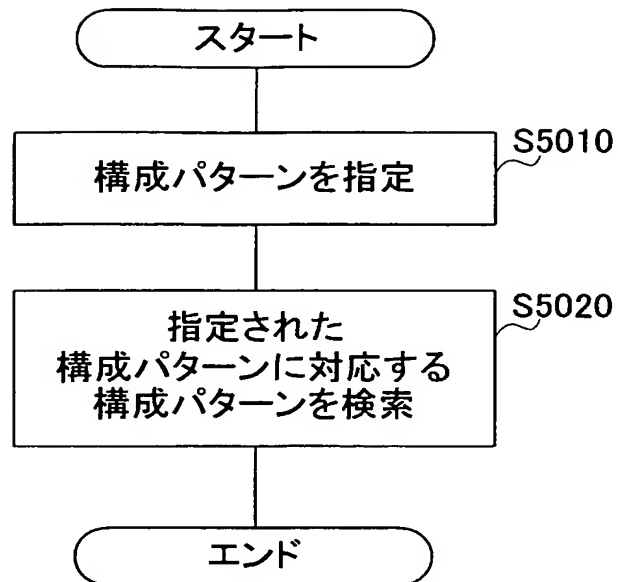 スタート
S5010
構成パターンを指定
S5020
指定された
構成パターンに対応する
構成パターンを検索
エンド